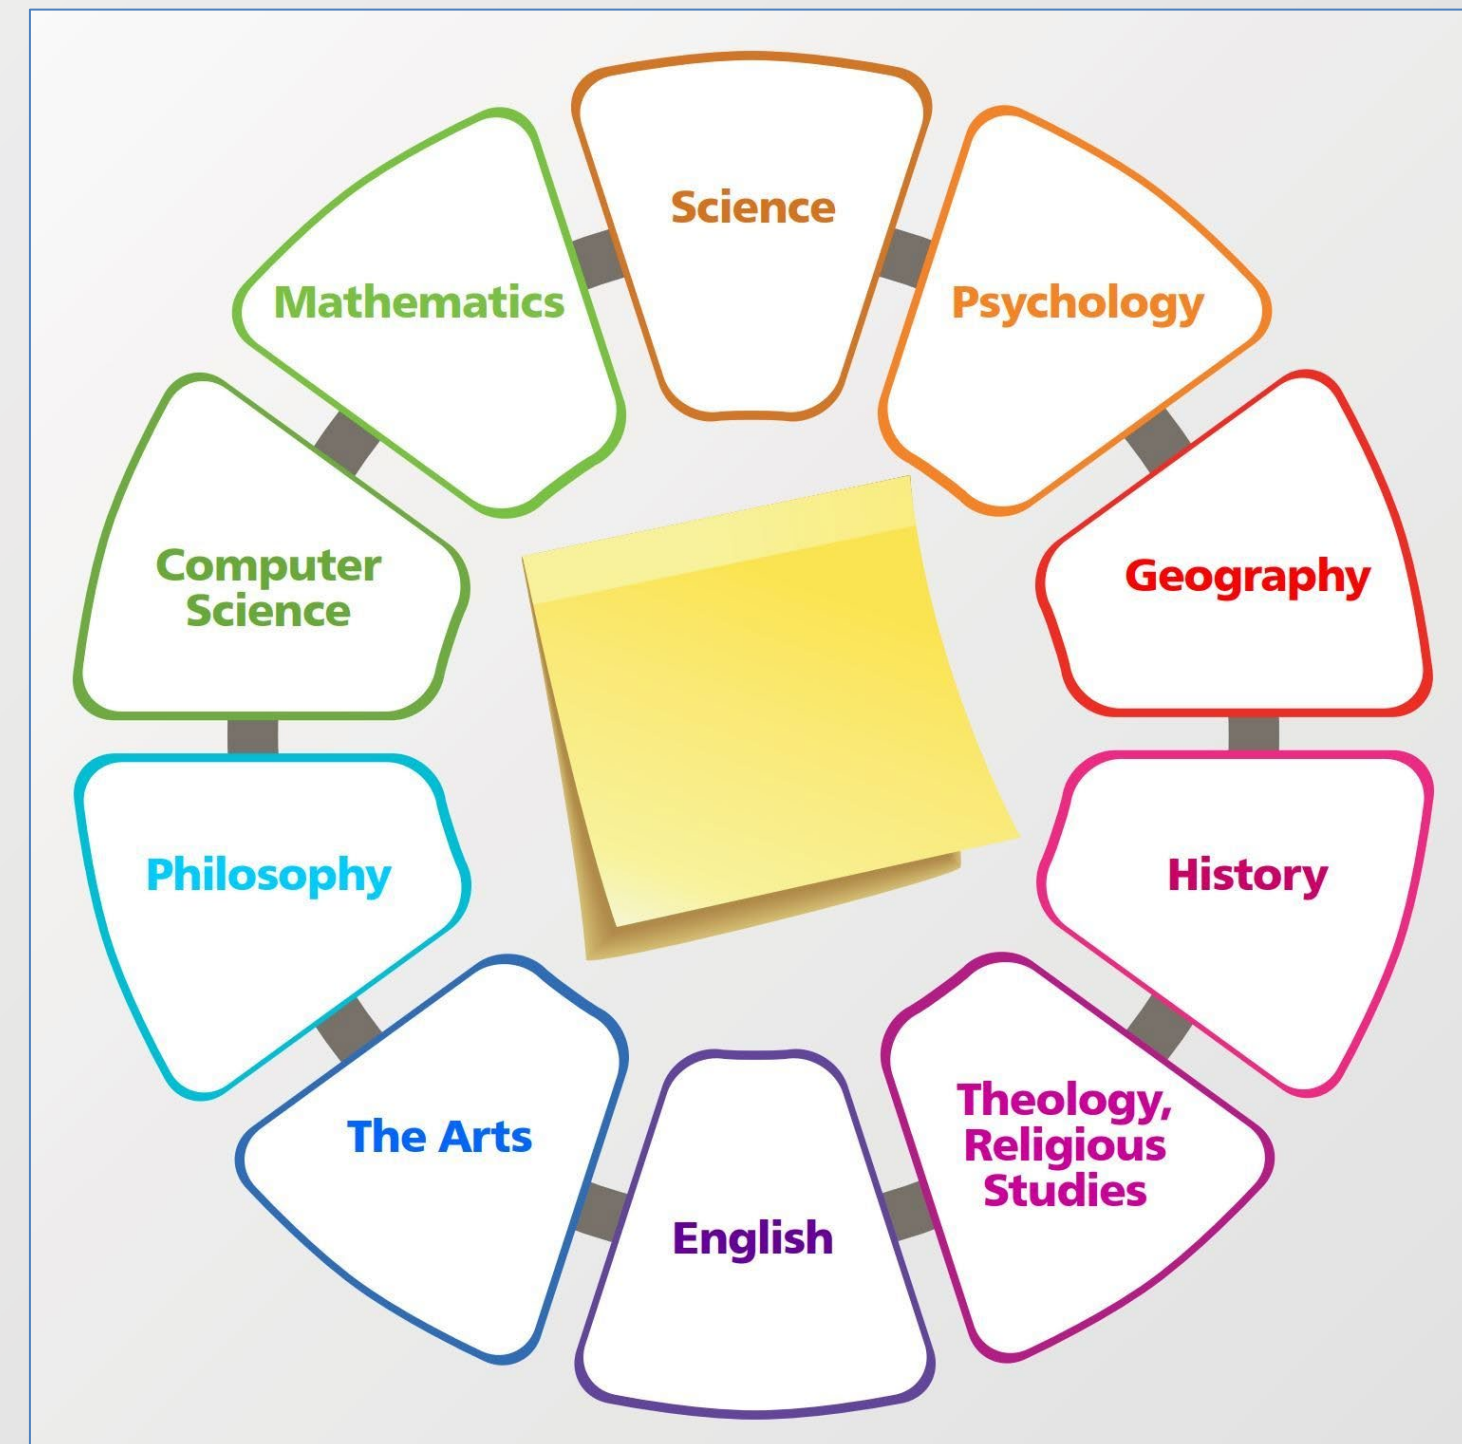 Science
Mathematics
Psychology
Computer
Science
Geography
Philosophy
History
The Arts
Theology,
Religious
Studies
English